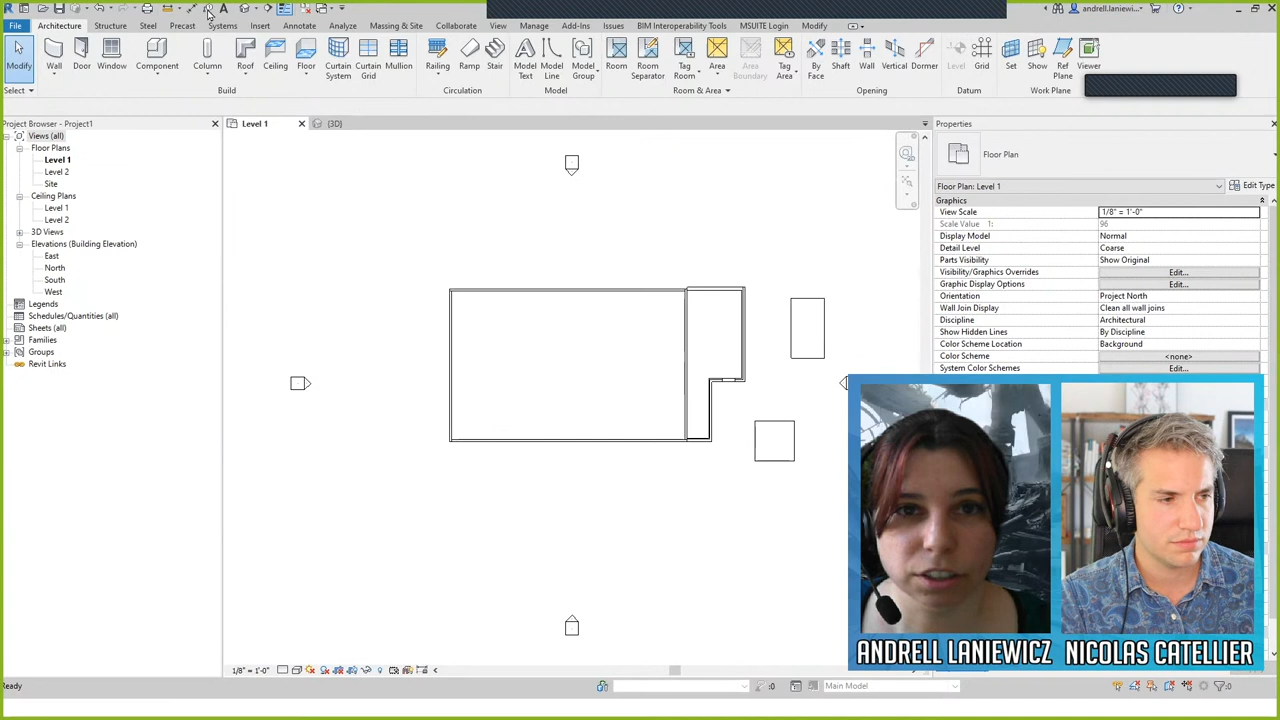 andrell.laniewic...
File Architecture Structure Steel Precast Systems Insert Annotate Analyze Massing & Site Collaborate View Manage Add-Ins Issues BIM Interoperability Tools MSUITE Login Modify
Modify Wall Door Window Component Column Roof Ceiling Floor Curtain System Curtain Grid Mullion Railing Ramp Stair Model Text Model Line Model Group Room Room Separator Tag Room Area Area Boundary Tag Area By Face Shaft Wall Vertical Dormer Level Grid Set Show Ref Plane Viewer
Select Build Circulation Model Room & Area Opening Datum Work Plane
Project Browser - Project1
Level 1
{3D}
Properties
Views (all)
Floor Plans
Level 1
Level 2
Site
Ceiling Plans
Level 1
Level 2
3D Views
Elevations (Building Elevation)
East
North
South
West
Legends
Schedules/Quantities (all)
Sheets (all)
Families
Groups
Revit Links
Floor Plan
Floor Plan: Level 1 Edit Type
Graphics
View Scale 1/8" = 1'-0"
Scale Value 1: 96
Display Model Normal
Detail Level Coarse
Parts Visibility Show Original
Visibility/Graphics Overrides Edit...
Graphic Display Options Edit...
Orientation Project North
Wall Join Display Clean all wall joins
Discipline Architectural
Show Hidden Lines By Discipline
Color Scheme Location Background
Color Scheme <none>
System Color Schemes Edit...
ANDRELL LANIEWICZ
NICOLAS CATELLIER
1/8" = 1'-0"
Ready
:0
Main Model
:0